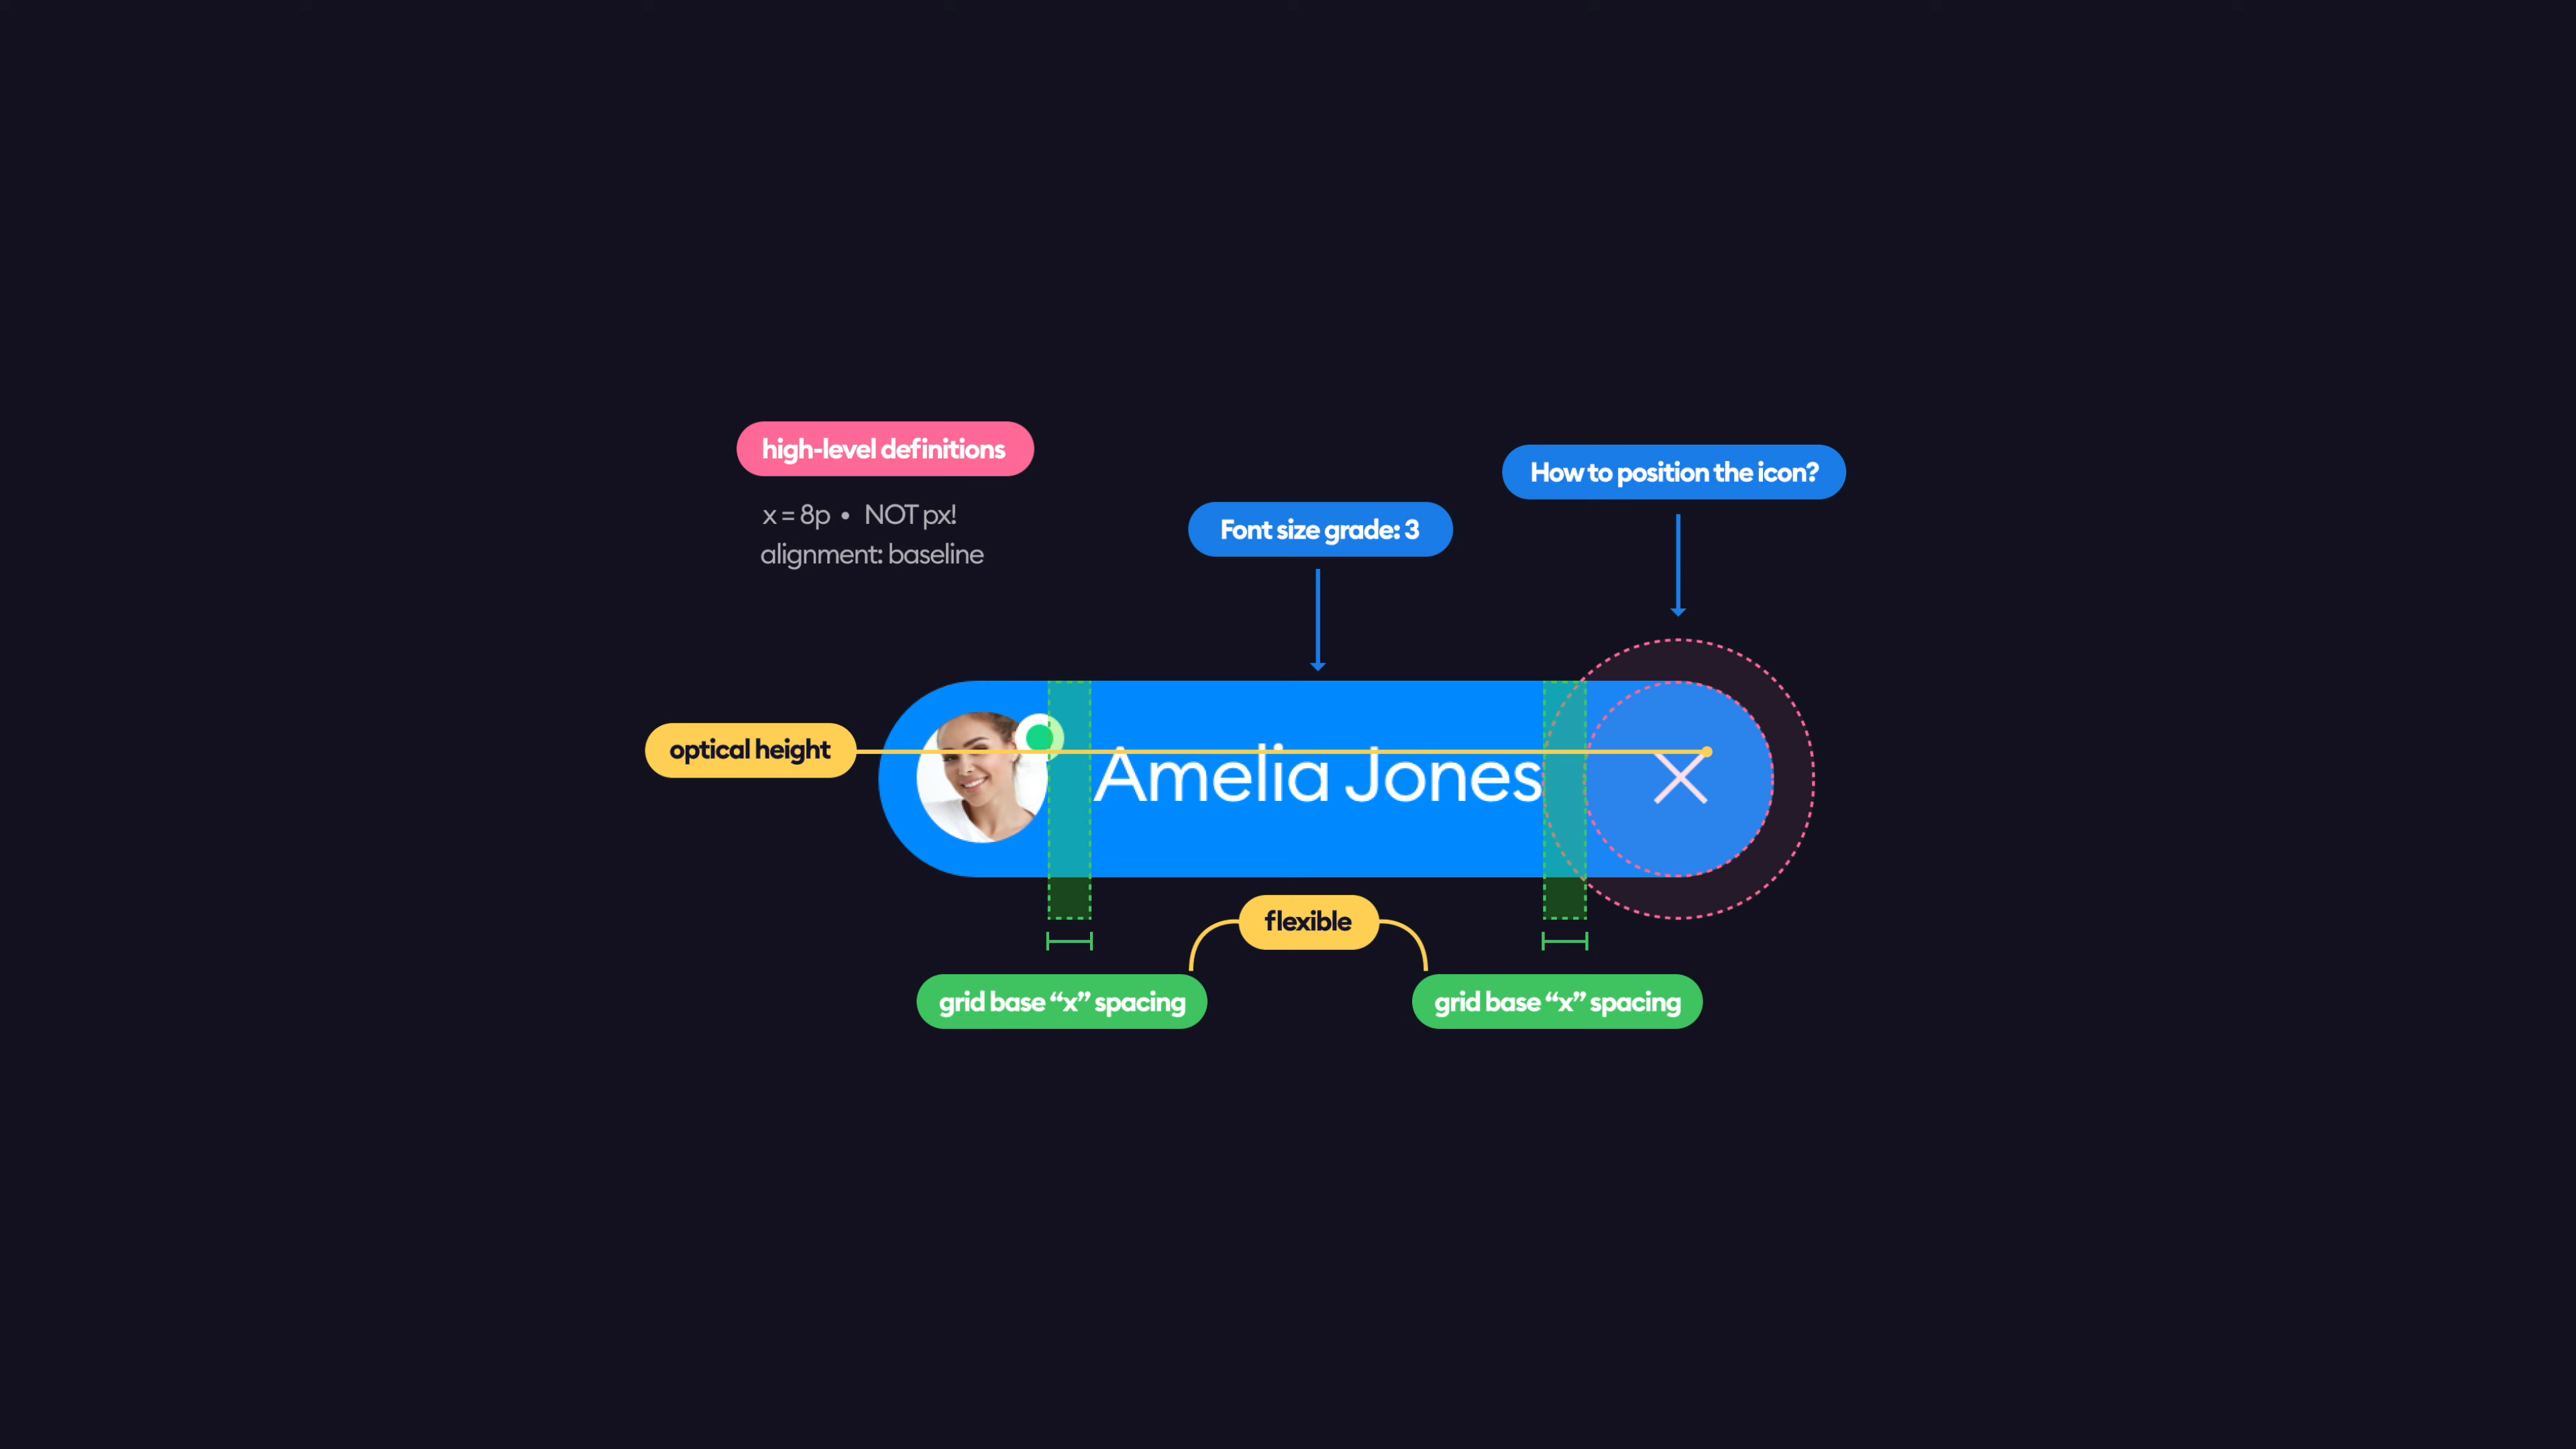 high-level definitions
x = 8p • NOT px!
alignment: baseline
Font size grade: 3
How to position the icon?
optical height
Amelia Jones
flexible
grid base “x” spacing
grid base “x” spacing